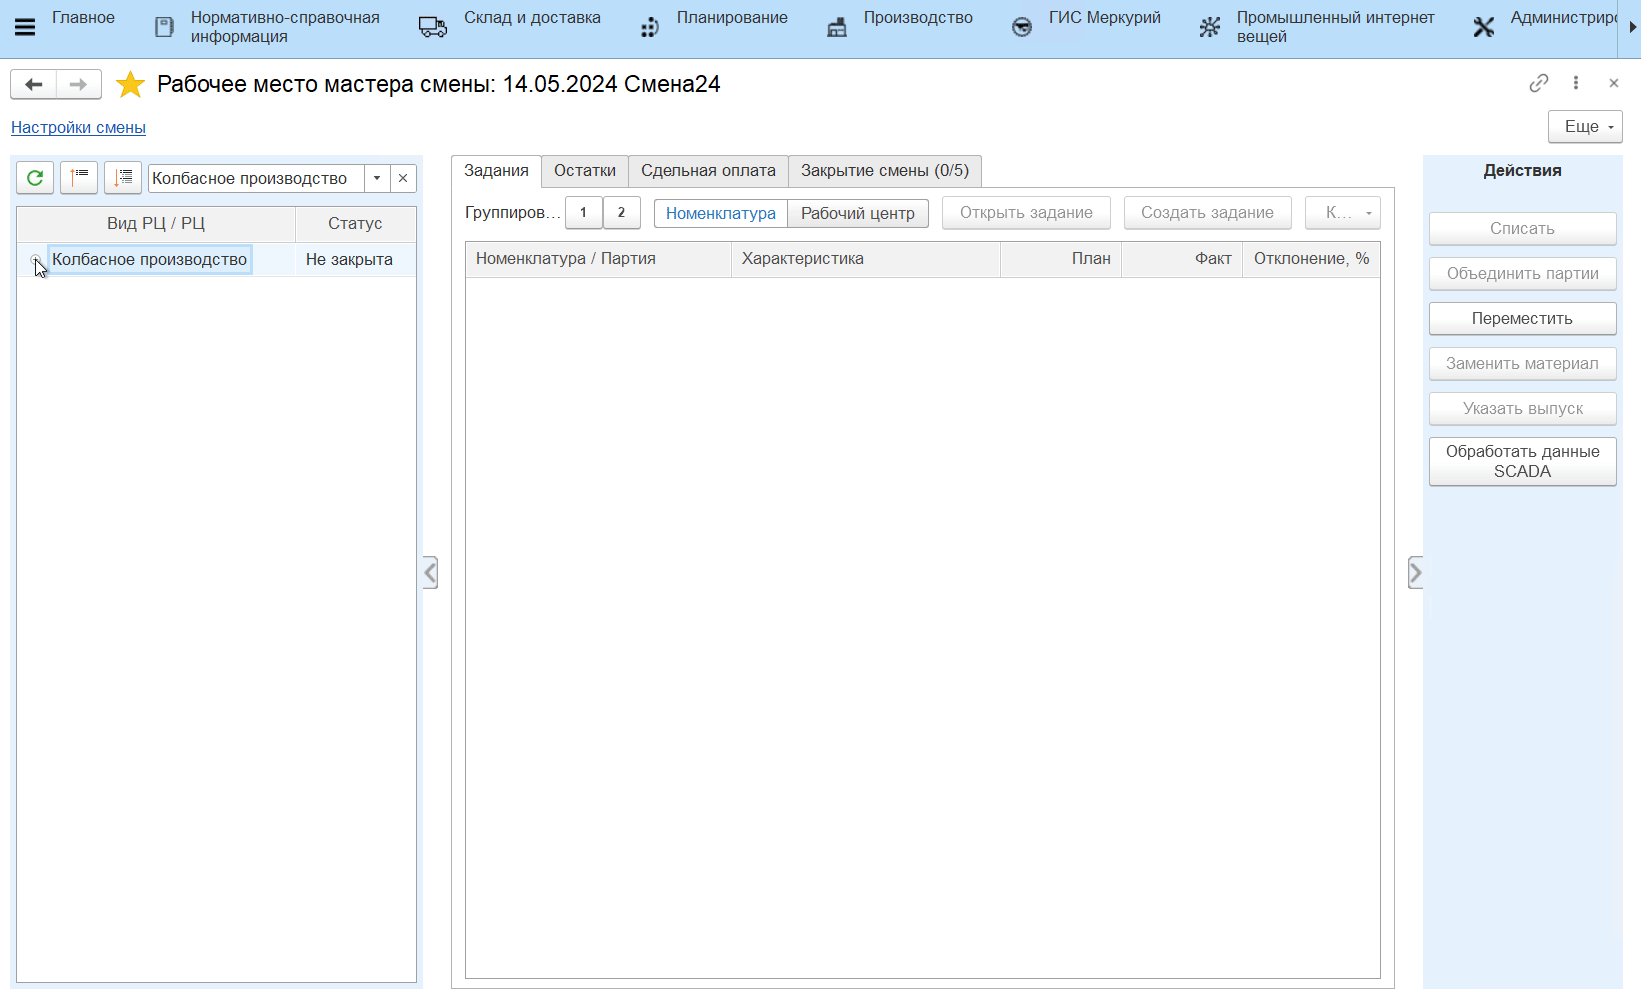 Главное
Нормативно-справочная
информация
Склад и доставка
Планирование
Производство
ГИС Меркурий
Промышленный интернет
вещей
Рабочее место мастера смены: 14.05.2024 Смена24
Настройки смены
Еще
Колбасное производство
Вид РЦ / РЦ
Статус
Колбасное производство
Не закрыта
Задания
Остатки
Сдельная оплата
Закрытие смены (0/5)
Группиров...
1
2
Номенклатура
Рабочий центр
Открыть задание
Создать задание
К...
Номенклатура / Партия
Характеристика
План
Факт
Отклонение, %
Действия
Списать
Объединить партии
Переместить
Заменить материал
Указать выпуск
Обработать данные
SCADA